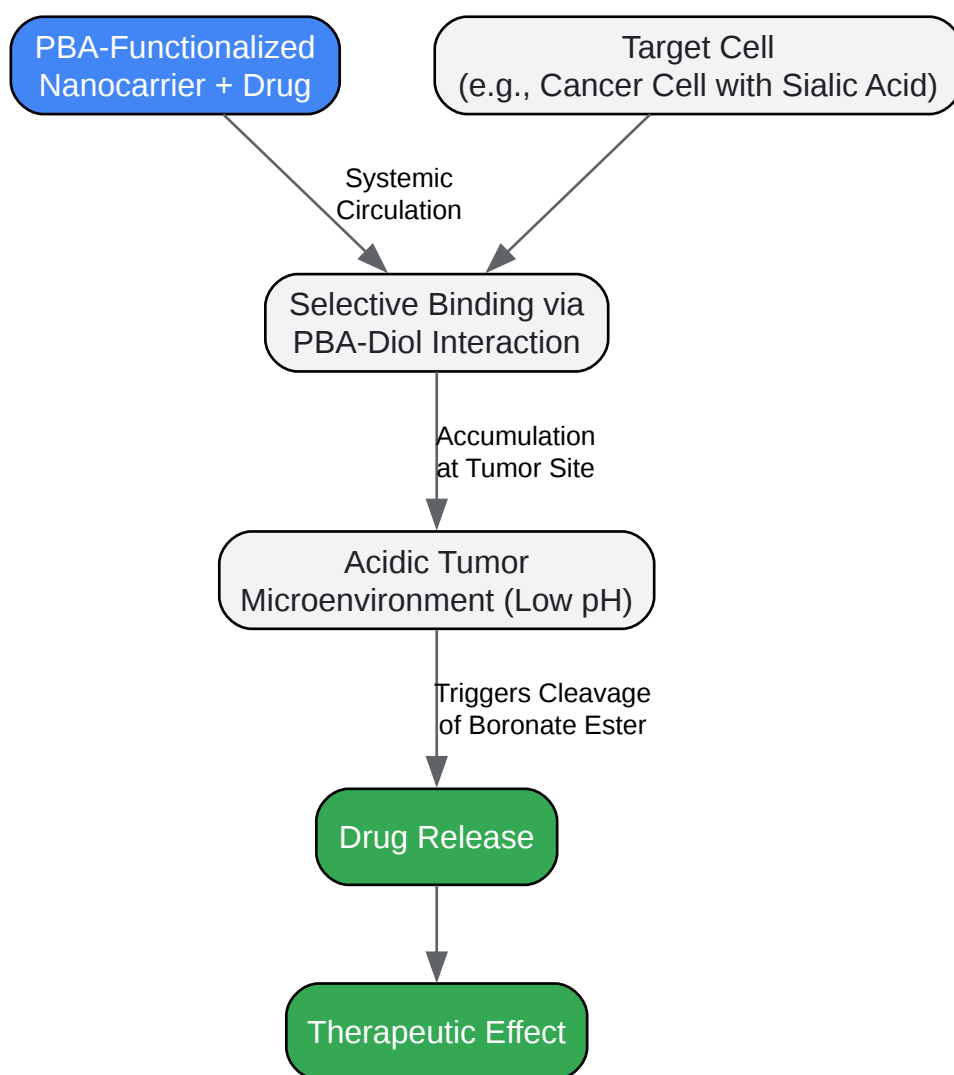 PBA-Functionalized
Nanocarrier + Drug
Target Cell
(e.g., Cancer Cell with Sialic Acid)
Systemic
Circulation
Selective Binding via
PBA-Diol Interaction
Accumulation
at Tumor Site
Acidic Tumor
Microenvironment (Low pH)
Triggers Cleavage
of Boronate Ester
Drug Release
Therapeutic Effect